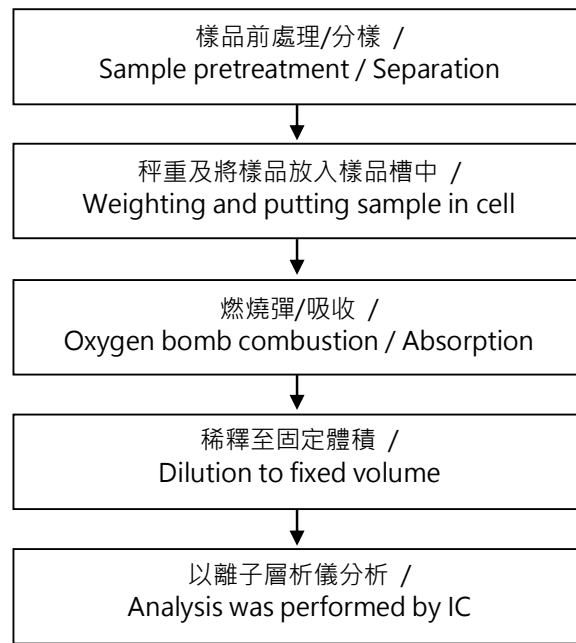 樣品前處理/分樣 /
Sample pretreatment / Separation
秤重及將樣品放入樣品槽中 /
Weighting and putting sample in cell
燃燒彈/吸收 /
Oxygen bomb combustion / Absorption
稀釋至固定體積 /
Dilution to fixed volume
以離子層析儀分析 /
Analysis was performed by IC